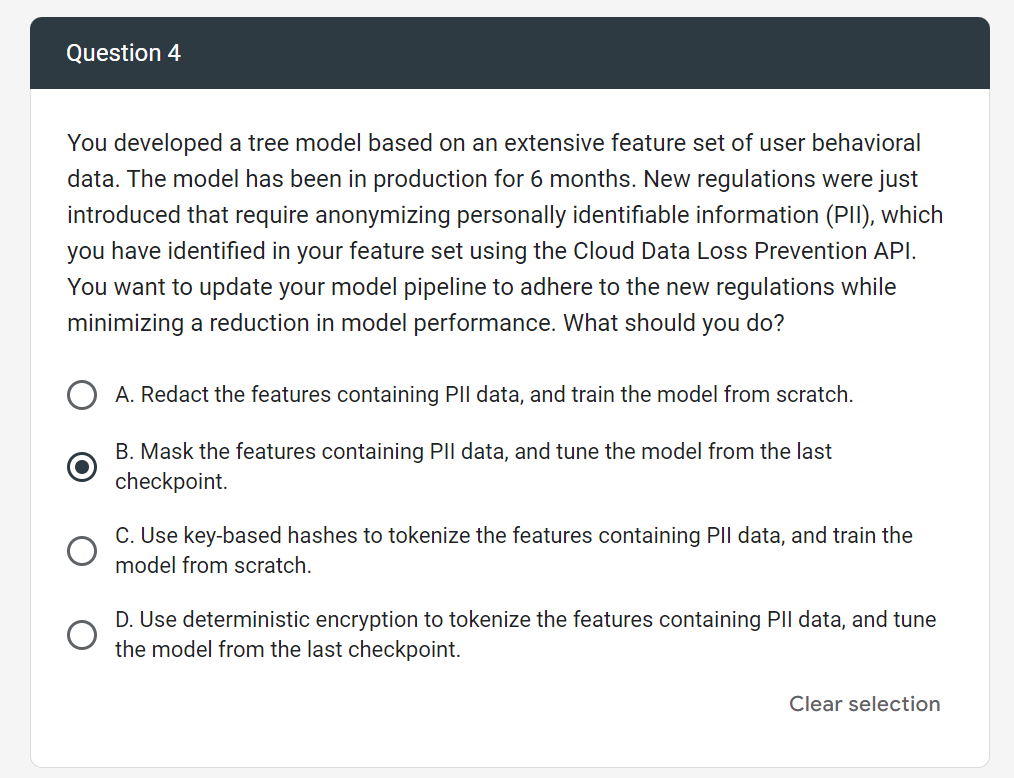 Question 4
You developed a tree model based on an extensive feature set of user behavioral
data. The model has been in production for 6 months. New regulations were just
introduced that require anonymizing personally identifiable information (PII), which
you have identified in your feature set using the Cloud Data Loss Prevention API.
You want to update your model pipeline to adhere to the new regulations while
minimizing a reduction in model performance. What should you do?
A. Redact the features containing PII data, and train the model from scratch.
B. Mask the features containing PII data, and tune the model from the last
checkpoint.
C. Use key-based hashes to tokenize the features containing PII data, and train the
model from scratch.
D. Use deterministic encryption to tokenize the features containing PII data, and tune
the model from the last checkpoint.
Clear selection